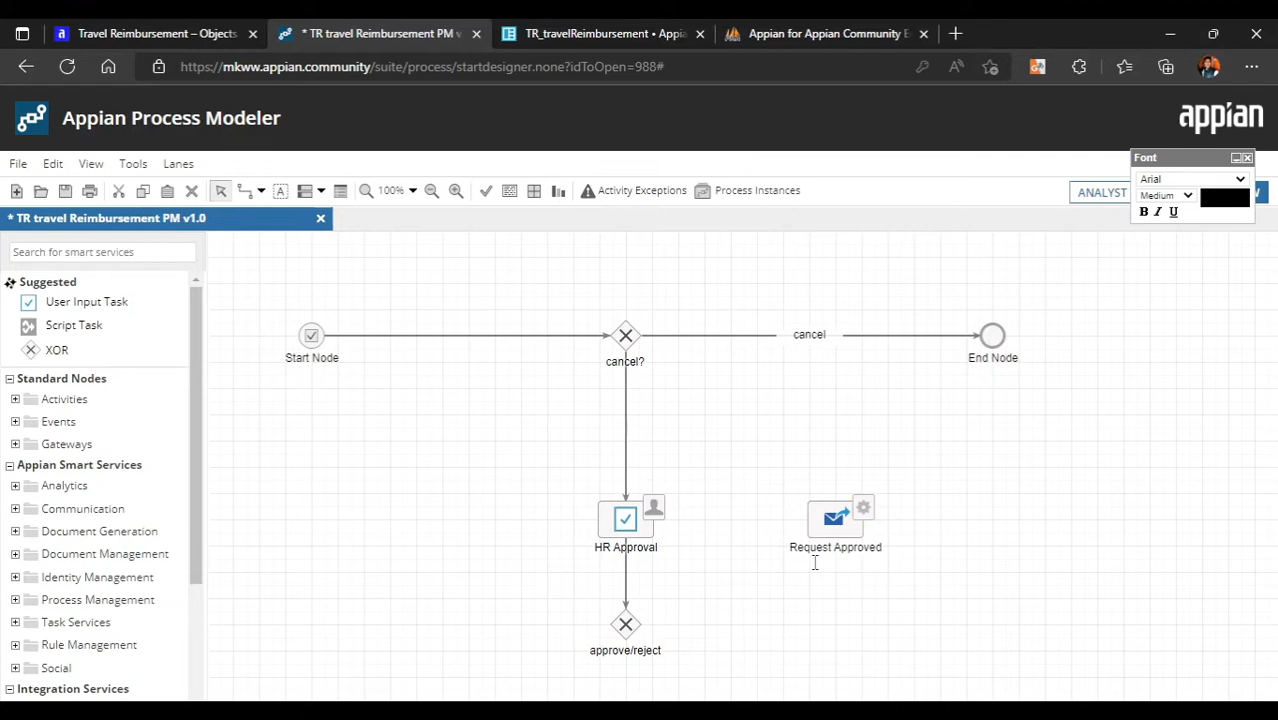 Travel Reimbursement – Objects
* TR travel Reimbursement PM v
TR_travelReimbursement • Appia
Appian for Appian Community E
https://mkww.appian.community/suite/process/startdesigner.none?idToOpen=988#
Appian Process Modeler
appian
Font
Arial
Medium
B I U
File Edit View Tools Lanes
100%
Activity Exceptions
Process Instances
ANALYST
* TR travel Reimbursement PM v1.0
Search for smart services
Suggested
User Input Task
Script Task
XOR
Standard Nodes
Activities
Events
Gateways
Appian Smart Services
Analytics
Communication
Document Generation
Document Management
Identity Management
Process Management
Task Services
Rule Management
Social
Integration Services
Start Node
cancel?
cancel
End Node
HR Approval
Request Approved
approve/reject